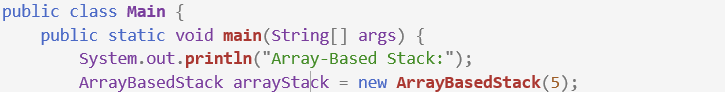 public class Main {
    public static void main(String[] args) {
        System.out.println("Array-Based Stack:");
        ArrayBasedStack arrayStack = new ArrayBasedStack(5);